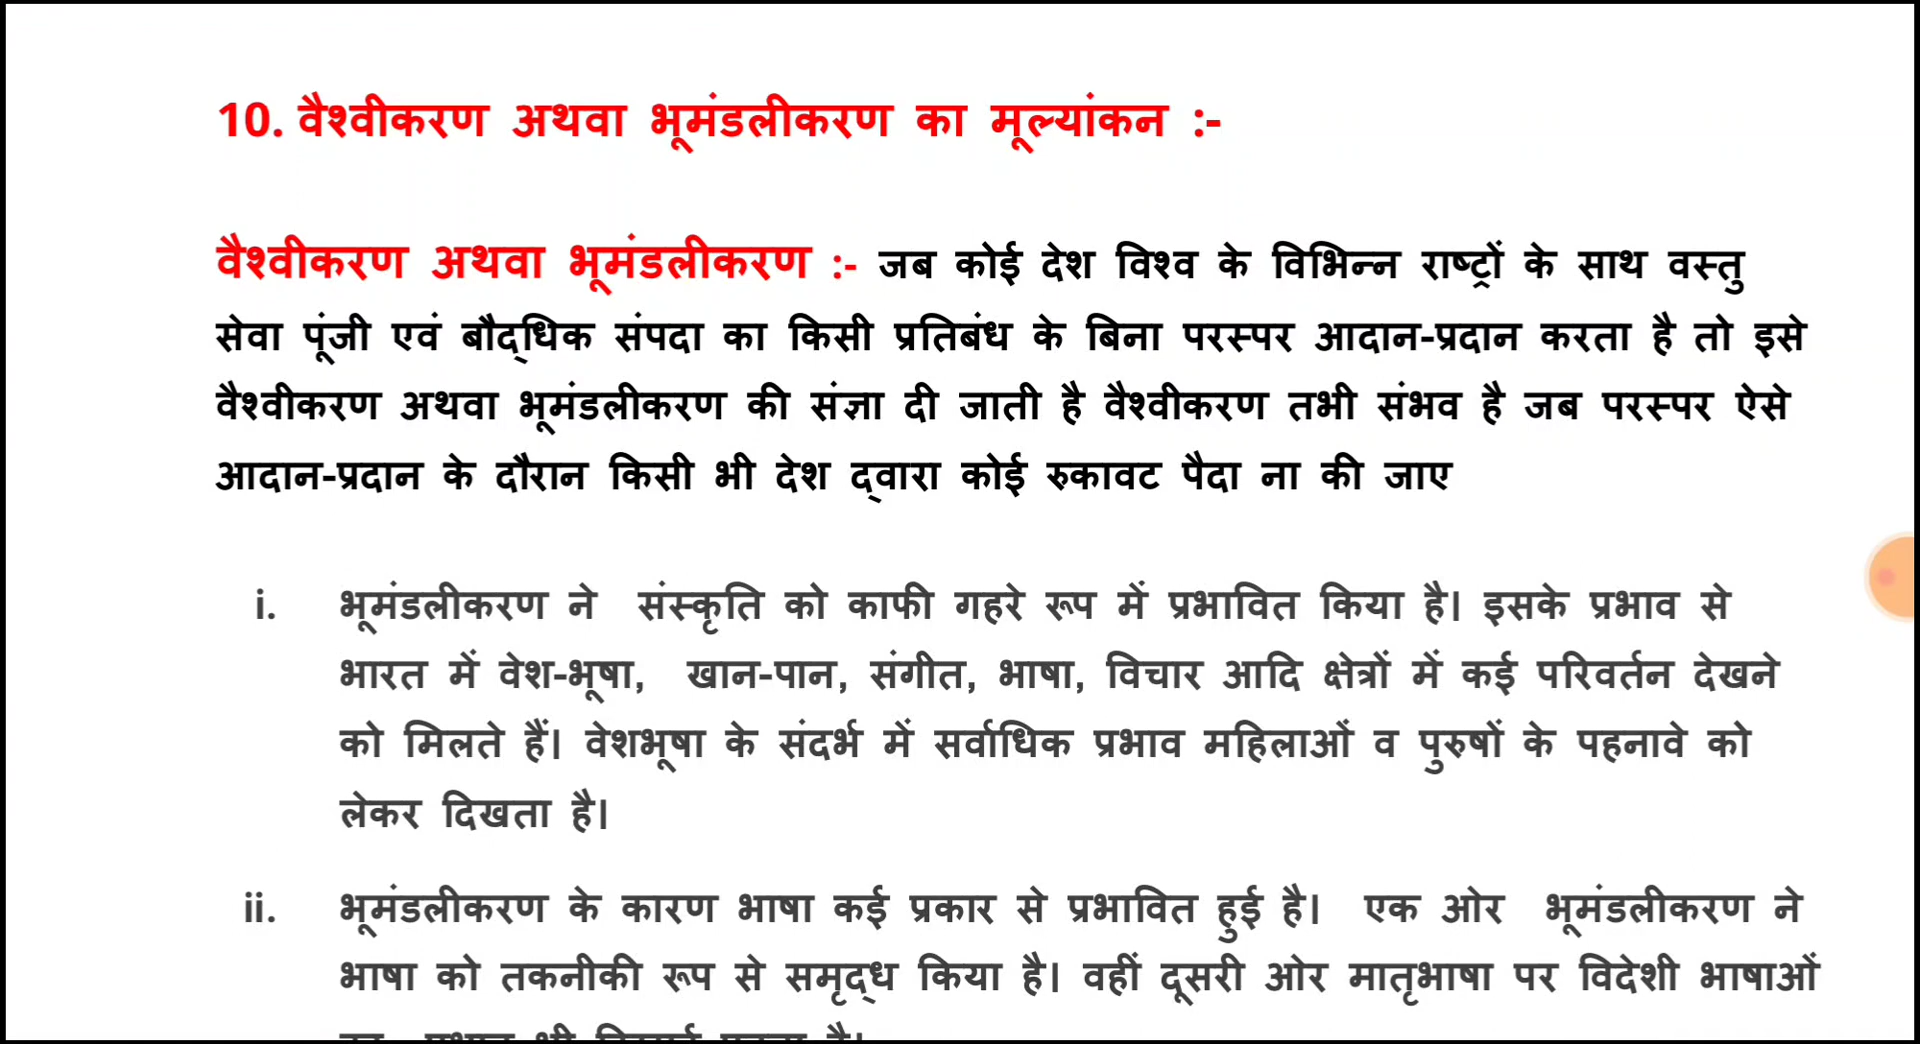 10. वैश्वीकरण अथवा भूमंडलीकरण का मूल्यांकन :-
वैश्वीकरण अथवा भूमंडलीकरण :- जब कोई देश विश्व के विभिन्न राष्ट्रों के साथ वस्तु
सेवा पूंजी एवं बौद्धिक संपदा का किसी प्रतिबंध के बिना परस्पर आदान-प्रदान करता है तो इसे
वैश्वीकरण अथवा भूमंडलीकरण की संज्ञा दी जाती है वैश्वीकरण तभी संभव है जब परस्पर ऐसे
आदान-प्रदान के दौरान किसी भी देश द्वारा कोई रुकावट पैदा ना की जाए
i. भूमंडलीकरण ने संस्कृति को काफी गहरे रूप में प्रभावित किया है। इसके प्रभाव से
भारत में वेश-भूषा, खान-पान, संगीत, भाषा, विचार आदि क्षेत्रों में कई परिवर्तन देखने
को मिलते हैं। वेशभूषा के संदर्भ में सर्वाधिक प्रभाव महिलाओं व पुरुषों के पहनावे को
लेकर दिखता है।
ii. भूमंडलीकरण के कारण भाषा कई प्रकार से प्रभावित हुई है। एक ओर भूमंडलीकरण ने
भाषा को तकनीकी रूप से समृद्ध किया है। वहीं दूसरी ओर मातृभाषा पर विदेशी भाषाओं